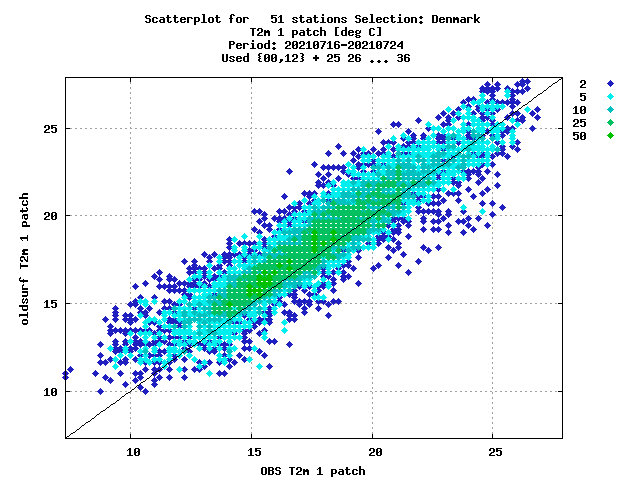 Scatterplot for   51 stations Selection: Denmark
T2m 1 patch [deg C]
Period: 20210716-20210724
Used {00,12} + 25 26 ... 36
2
5
10
25
50
25
20
15
10
oldsurf T2m 1 patch
10 15 20 25
OBS T2m 1 patch